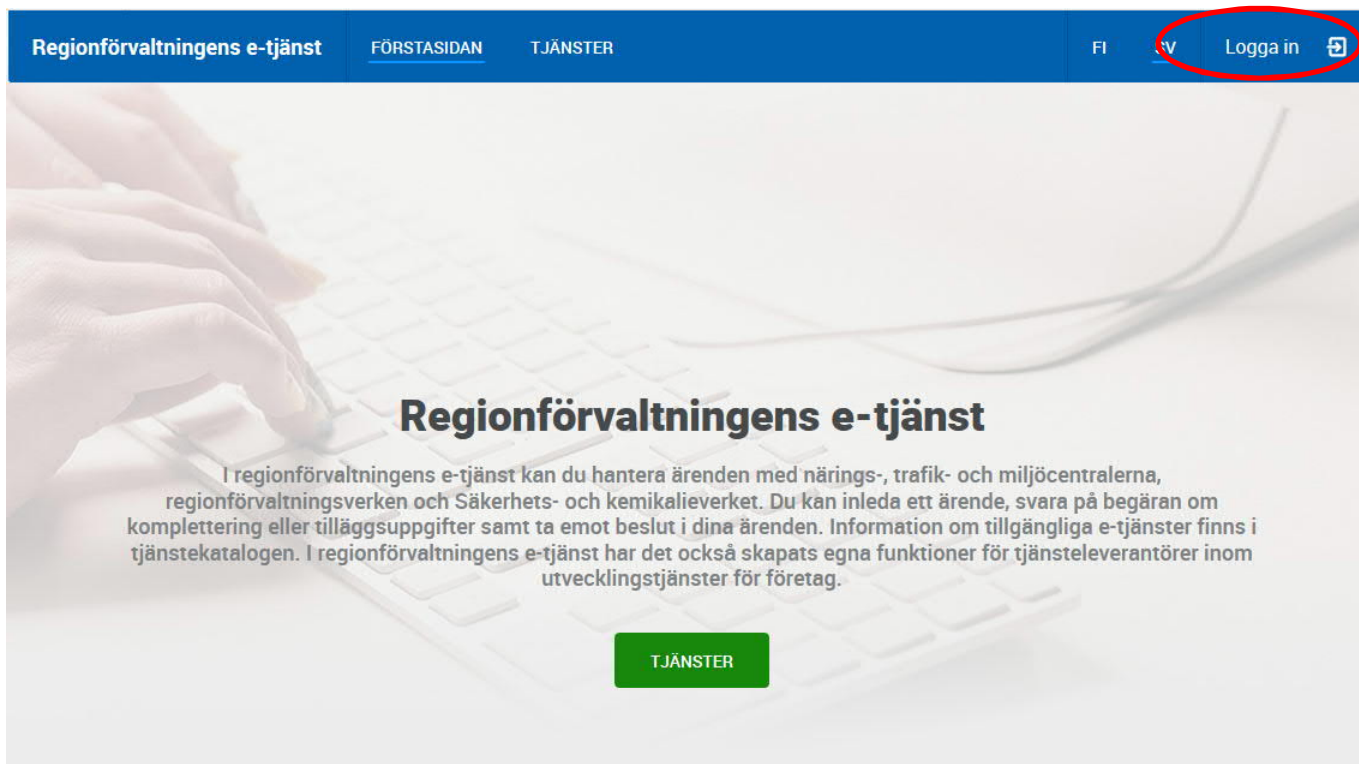 Regionförvaltningens e-tjänst FÖRSTASIDAN TJÄNSTER FI SV Logga in
Regionförvaltningens e-tjänst
I regionförvaltningens e-tjänst kan du hantera ärenden med närings-, trafik- och miljöcentralerna,
regionförvaltningsverken och Säkerhets- och kemikalieverket. Du kan inleda ett ärende, svara på begäran om
komplettering eller tilläggsuppgifter samt ta emot beslut i dina ärenden. Information om tillgängliga e-tjänster finns i
tjänstekatalogen. I regionförvaltningens e-tjänst har det också skapats egna funktioner för tjänsteleverantörer inom
utvecklingstjänster för företag.
TJÄNSTER